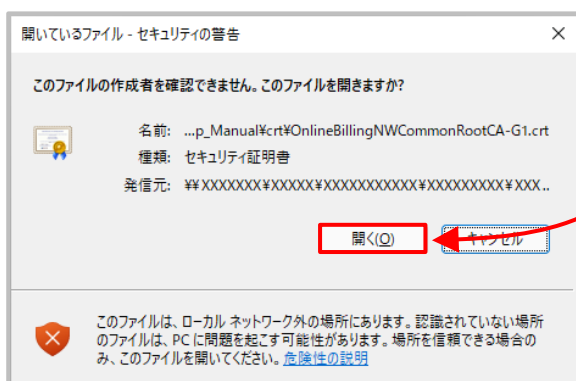 開いているファイル - セキュリティの警告
このファイルの作成者を確認できません。このファイルを開きますか?
名前: ...p_Manual¥crt¥OnlineBillingNWCommonRootCA-G1.crt
種類: セキュリティ証明書
発信元: ¥¥XXXXXXX¥XXXXX¥XXXXXXXXXXX¥XXXXXXXXX¥XXX..
開く(O) キャンセル
このファイルは、ローカル ネットワーク外の場所にあります。認識されていない場所
のファイルは、PC に問題を起こす可能性があります。場所を信頼できる場合の
み、このファイルを開いてください。危険性の説明